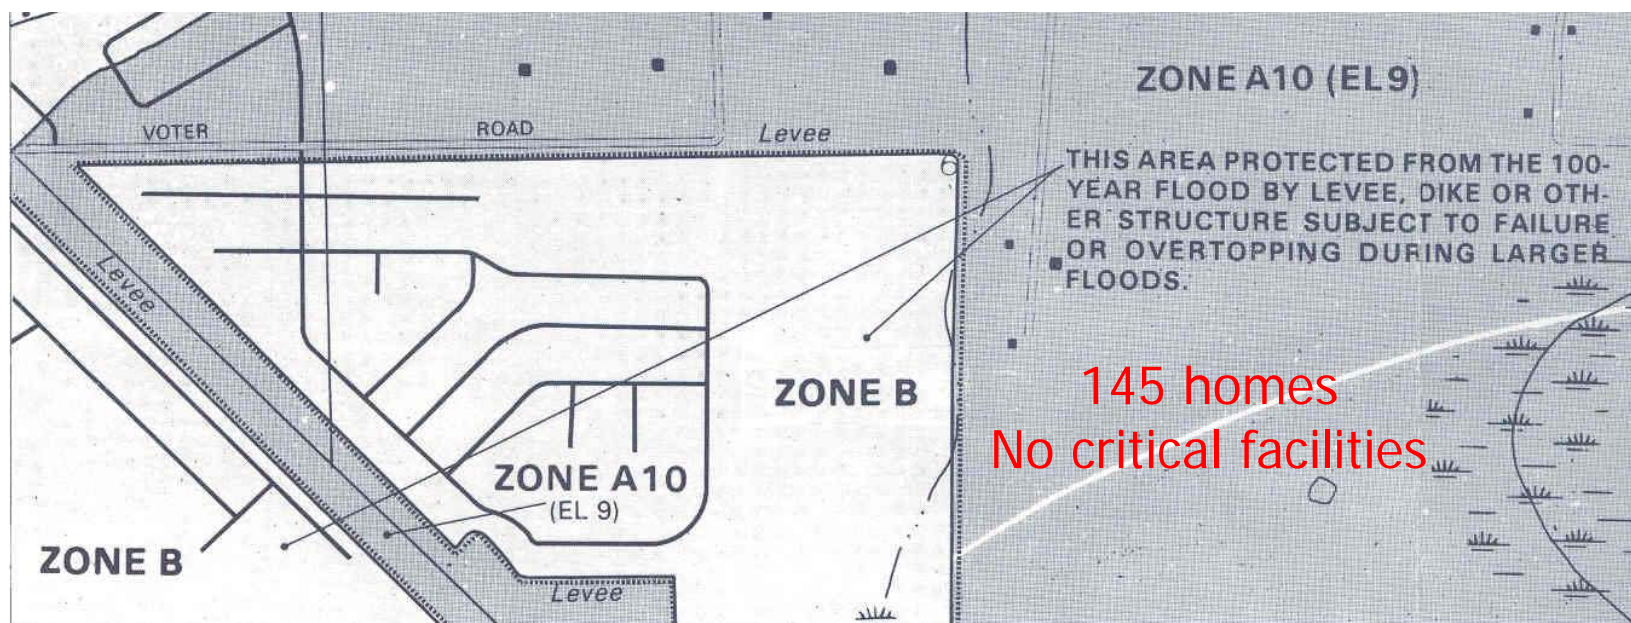 ZONE A10 (EL 9)
VOTER ROAD
Levee
THIS AREA PROTECTED FROM THE 100-
YEAR FLOOD BY LEVEE, DIKE OR OTH-
ER STRUCTURE SUBJECT TO FAILURE
OR OVERTOPPING DURING LARGER
FLOODS.
Levee
ZONE B
145 homes
No critical facilities
ZONE A10
(EL 9)
ZONE B
Levee